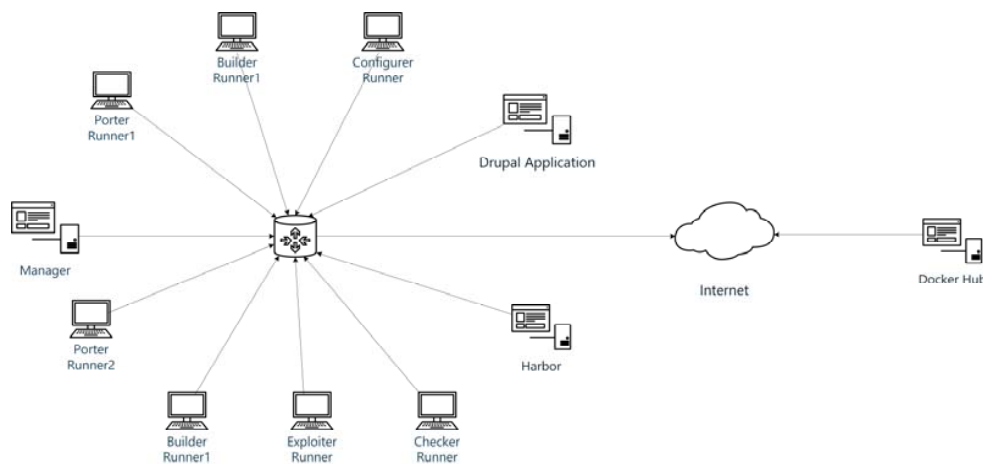 Builder
Runner1
Configurer
Runner
Porter
Runner1
Drupal Application
Manager
Internet
Docker Hub
Porter
Runner2
Harbor
Builder
Runner1
Exploiter
Runner
Checker
Runner